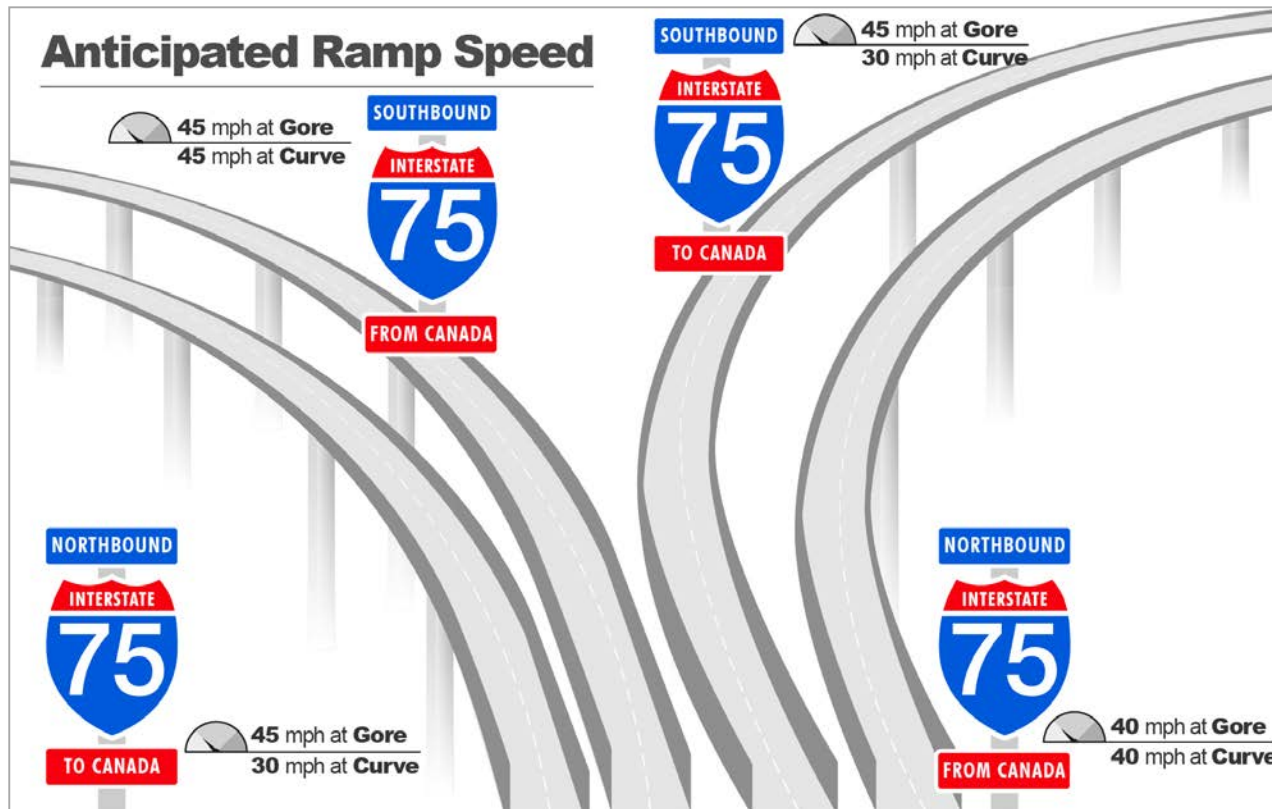 Anticipated Ramp Speed
45 mph at Gore
45 mph at Curve
SOUTHBOUND
INTERSTATE
75
FROM CANADA
SOUTHBOUND
INTERSTATE
75
TO CANADA
45 mph at Gore
30 mph at Curve
NORTHBOUND
INTERSTATE
75
TO CANADA
45 mph at Gore
30 mph at Curve
NORTHBOUND
INTERSTATE
75
FROM CANADA
40 mph at Gore
40 mph at Curve